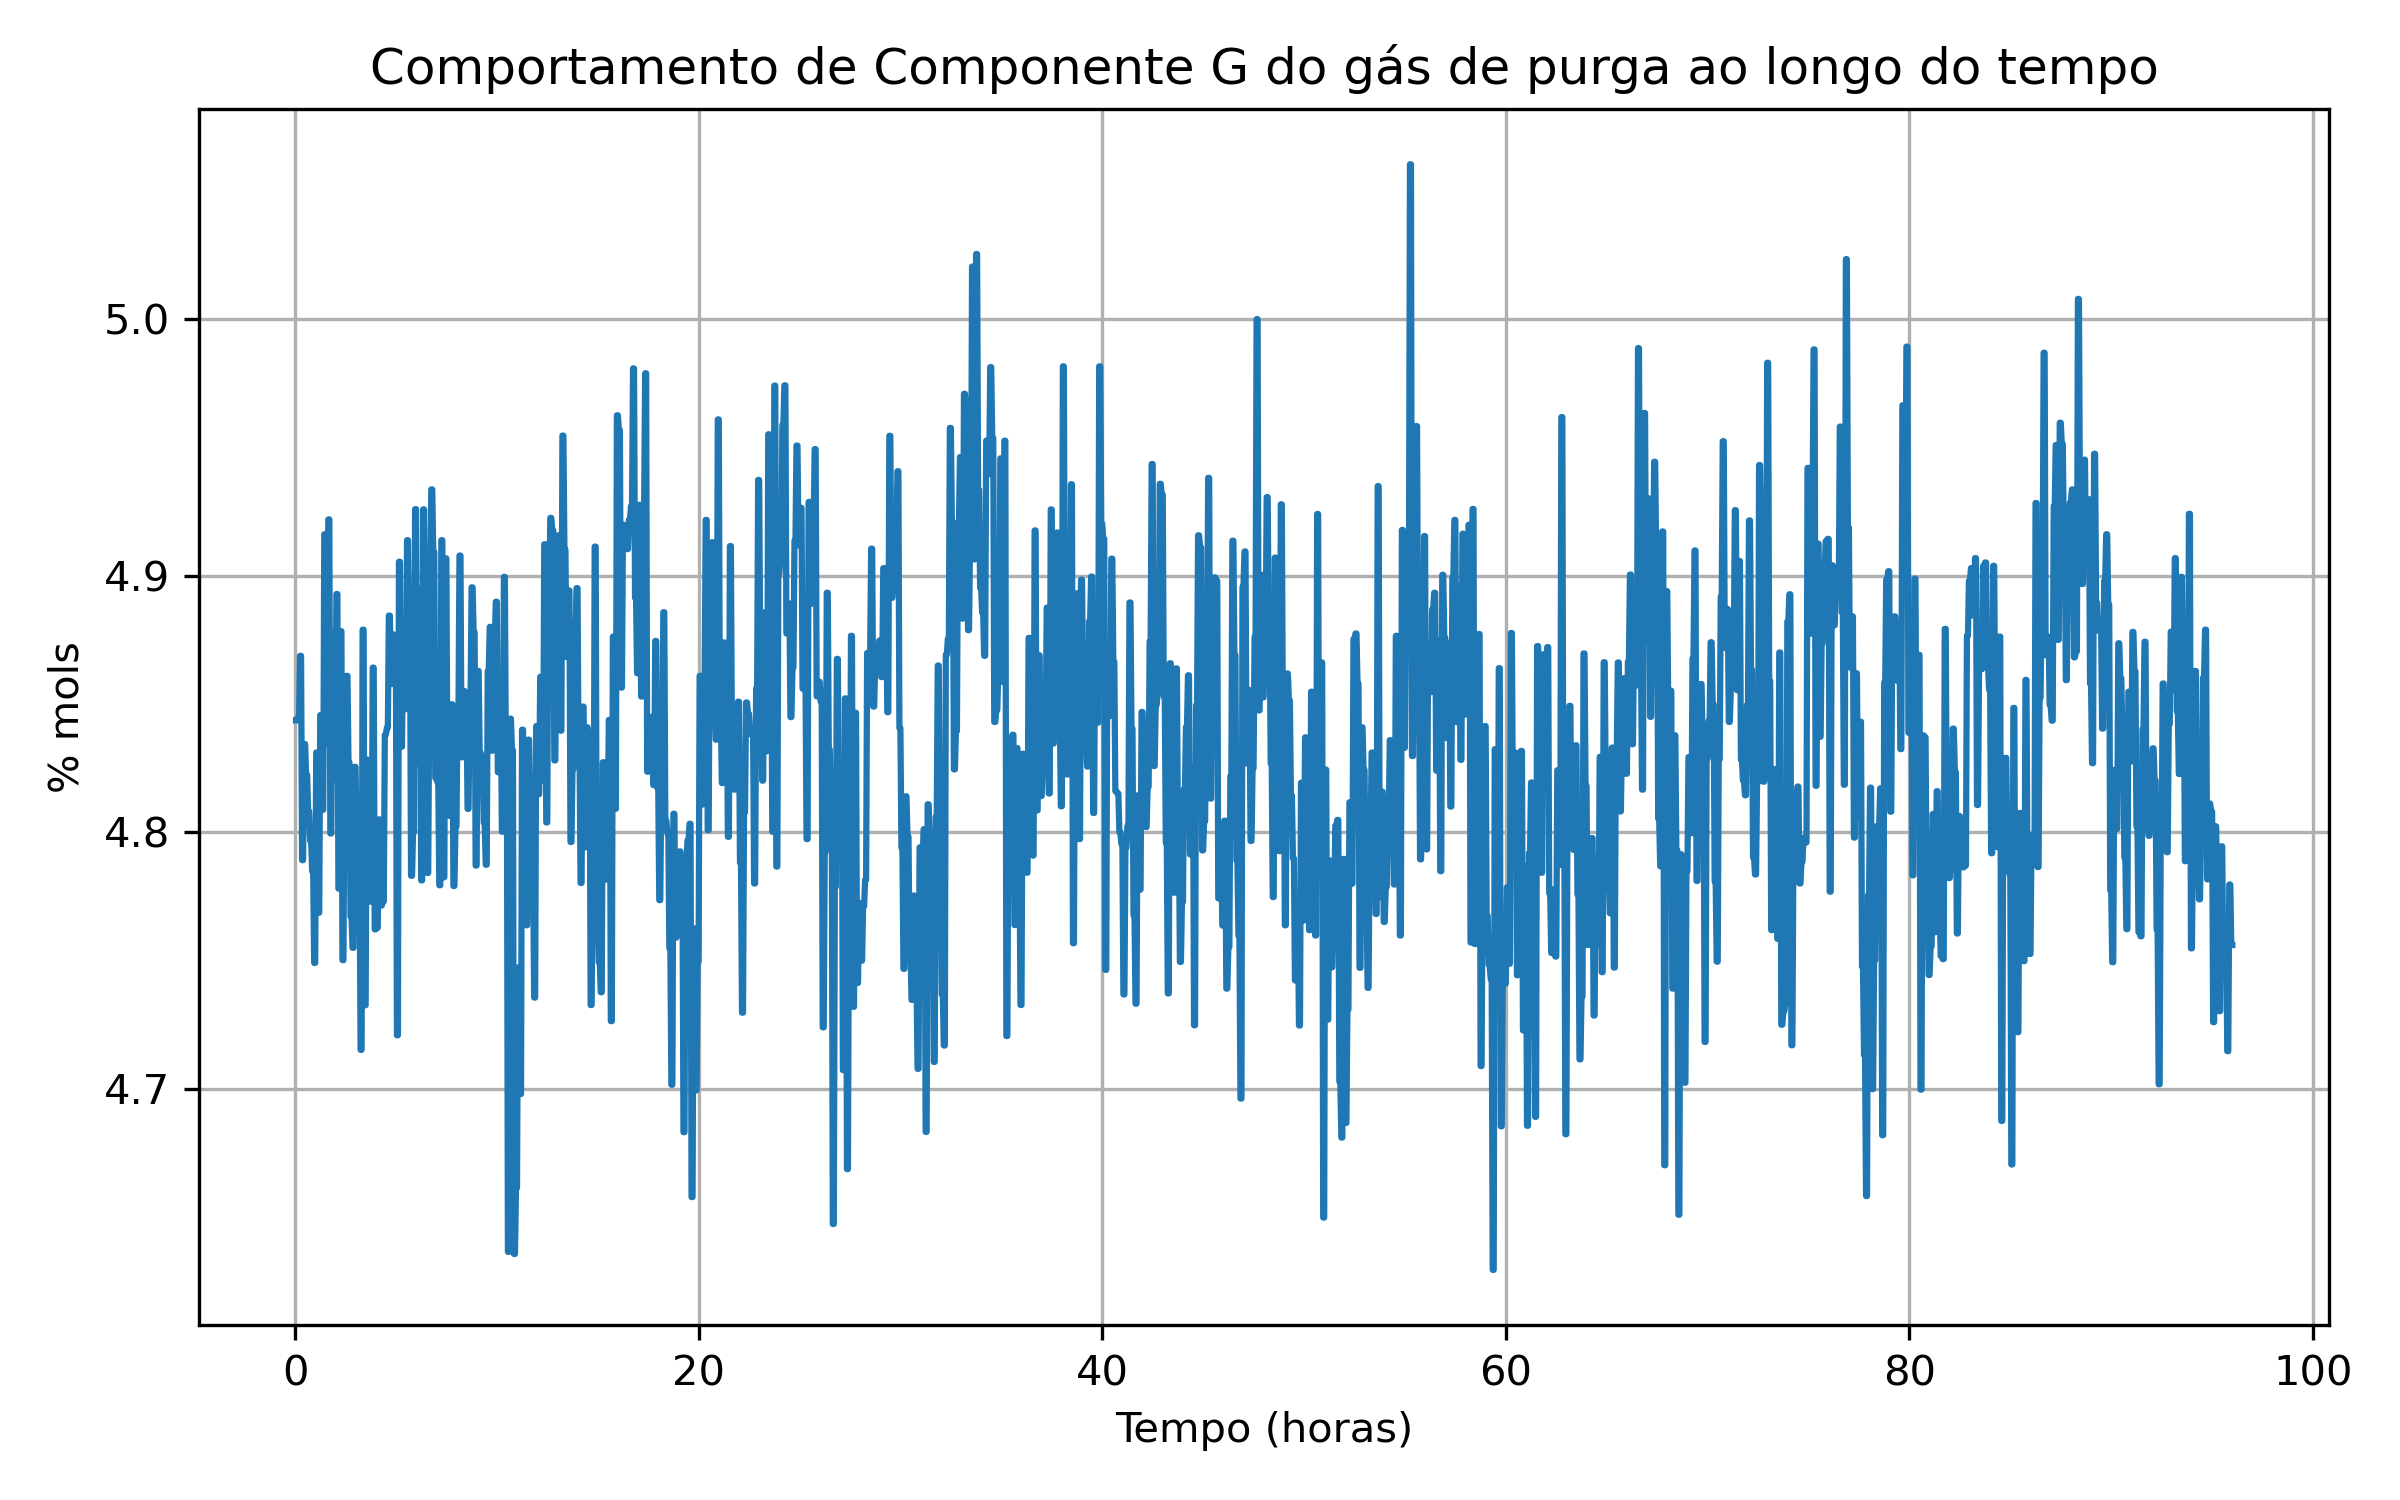 Comportamento de Componente G do gás de purga ao longo do tempo
% mols
5.0
4.9
4.8
4.7
0 20 40 60 80 100
Tempo (horas)